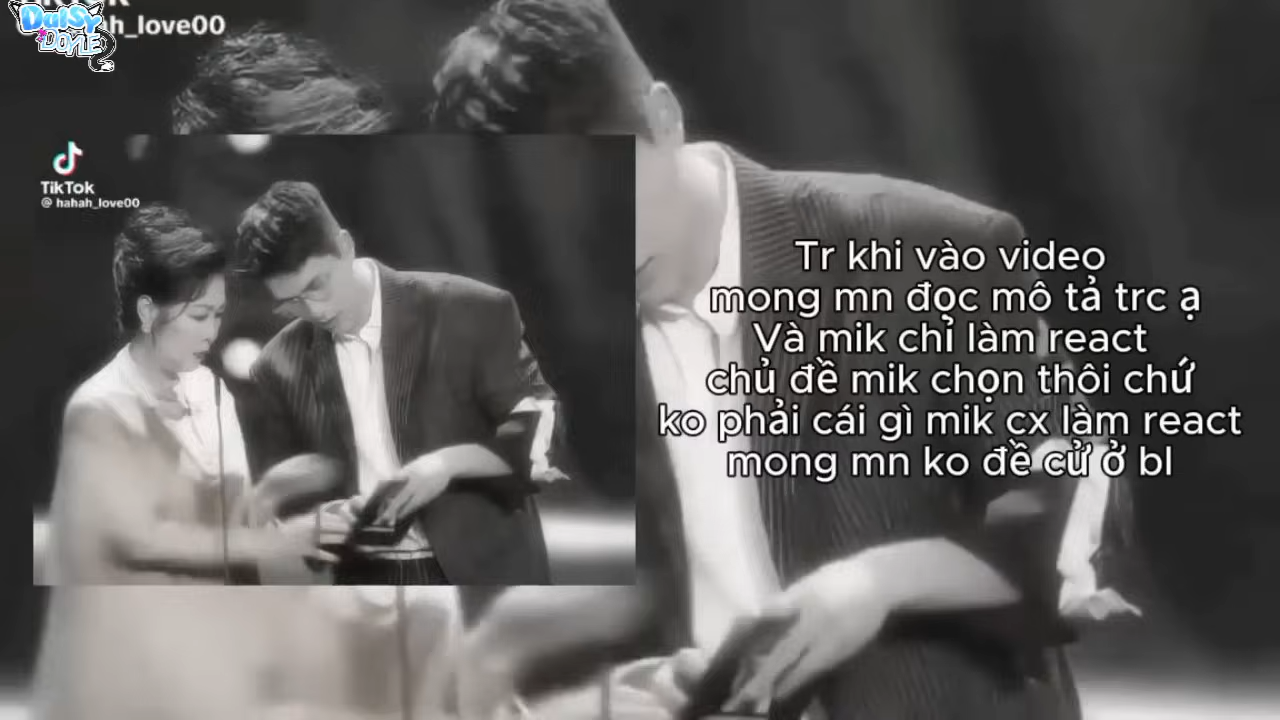 DaiSy
DOYLE
hah_love00
TikTok
@ hahah_love00
Tr khi vào video
mong mn đọc mô tả trc ạ
Và mik chỉ làm react
chủ đề mik chọn thôi chứ
ko phải cái gì mik cx làm react
mong mn ko đề cử ở bl